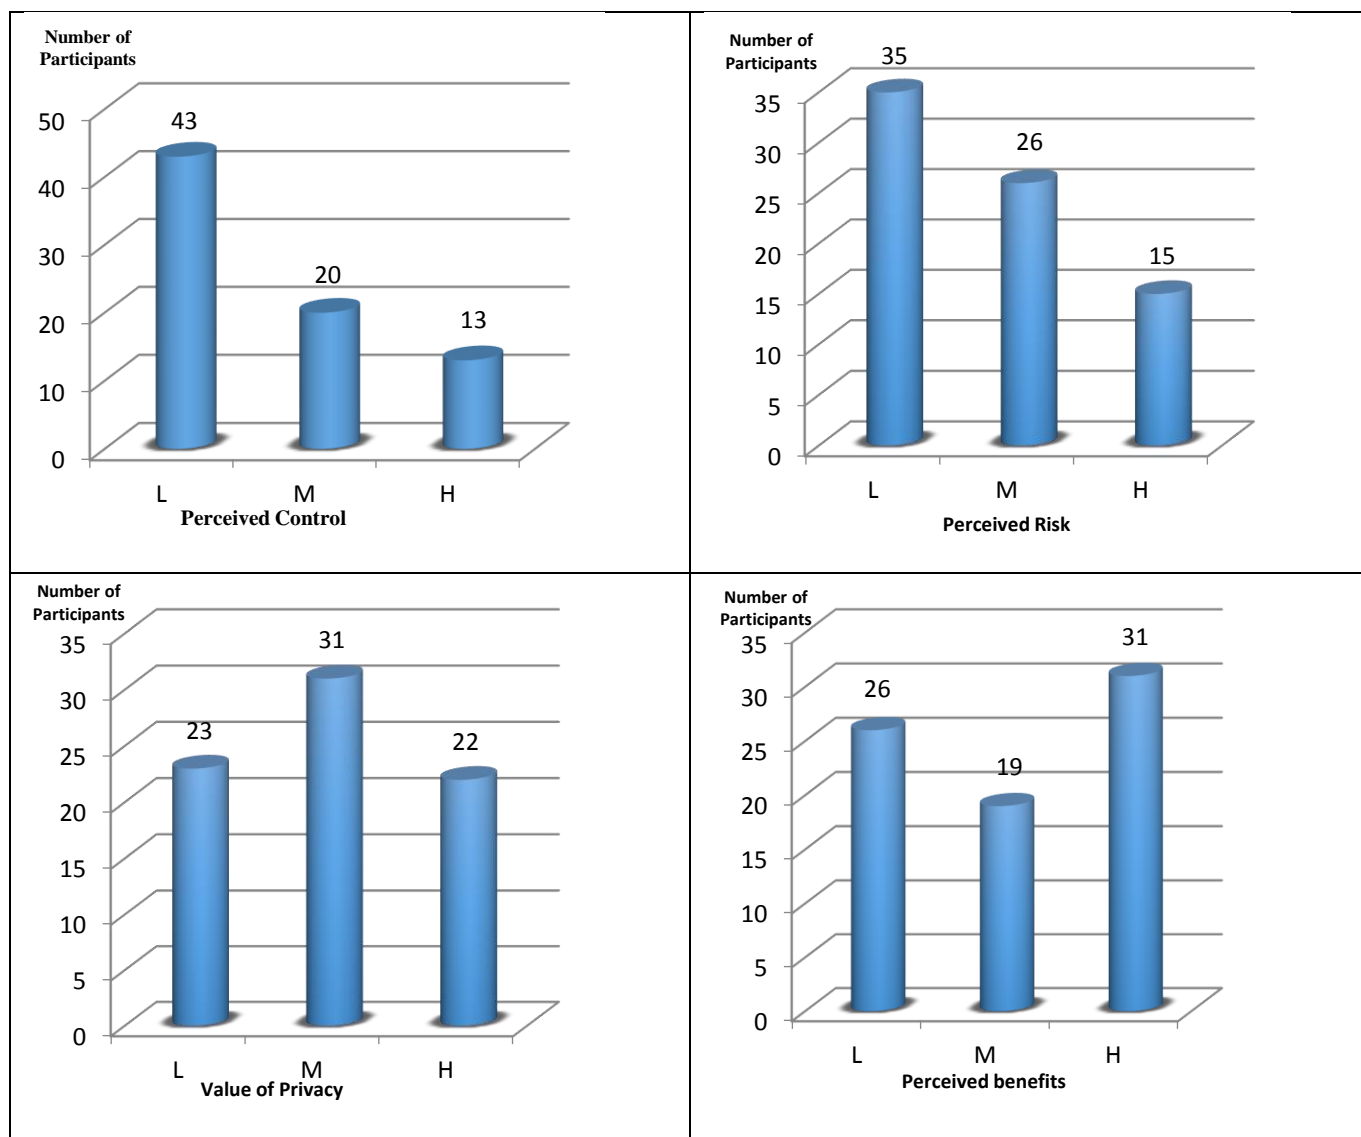 Number of
Participants
50
40
30
20
10
0
43
20
13
L M H
Perceived Control
Number of
Participants
35
30
25
20
15
10
5
0
35
26
15
L M H
Perceived Risk
Number of
Participants
35
30
25
20
15
10
5
0
23
31
22
L M H
Value of Privacy
Number of
Participants
35
30
25
20
15
10
5
0
26
19
31
L M H
Perceived benefits